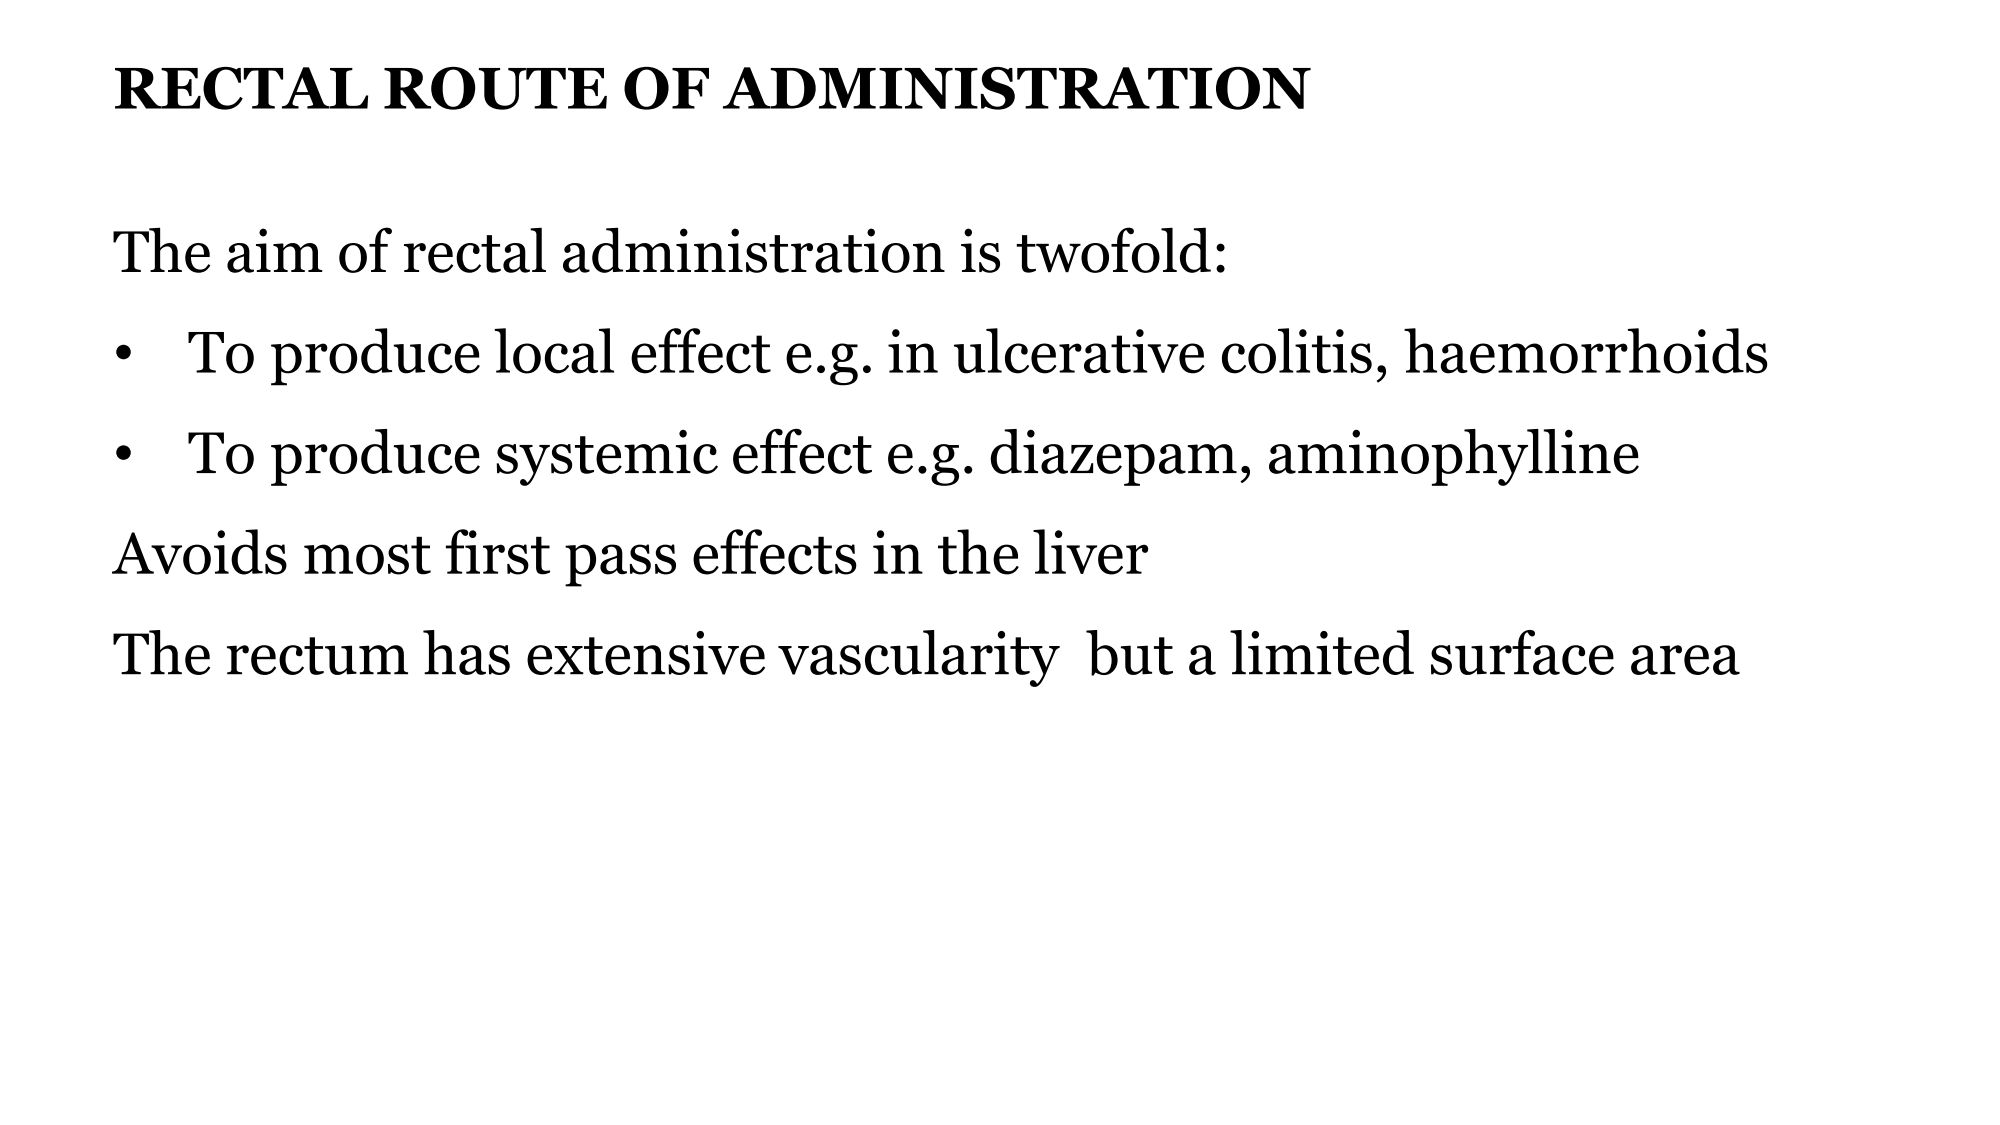 RECTAL ROUTE OF ADMINISTRATION
The aim of rectal administration is twofold:
• To produce local effect e.g. in ulcerative colitis, haemorrhoids
• To produce systemic effect e.g. diazepam, aminophylline
Avoids most first pass effects in the liver
The rectum has extensive vascularity  but a limited surface area